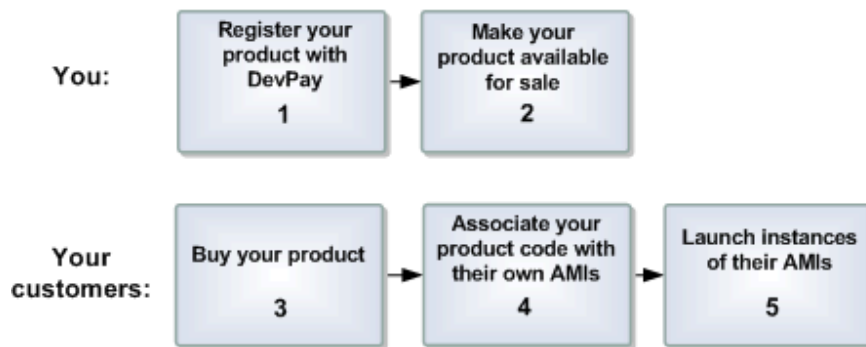 You:
Register your
product with
DevPay
1
Make your
product available
for sale
2
Your
customers:
Buy your product
3
Associate your
product code with
their own AMIs
4
Launch instances
of their AMIs
5